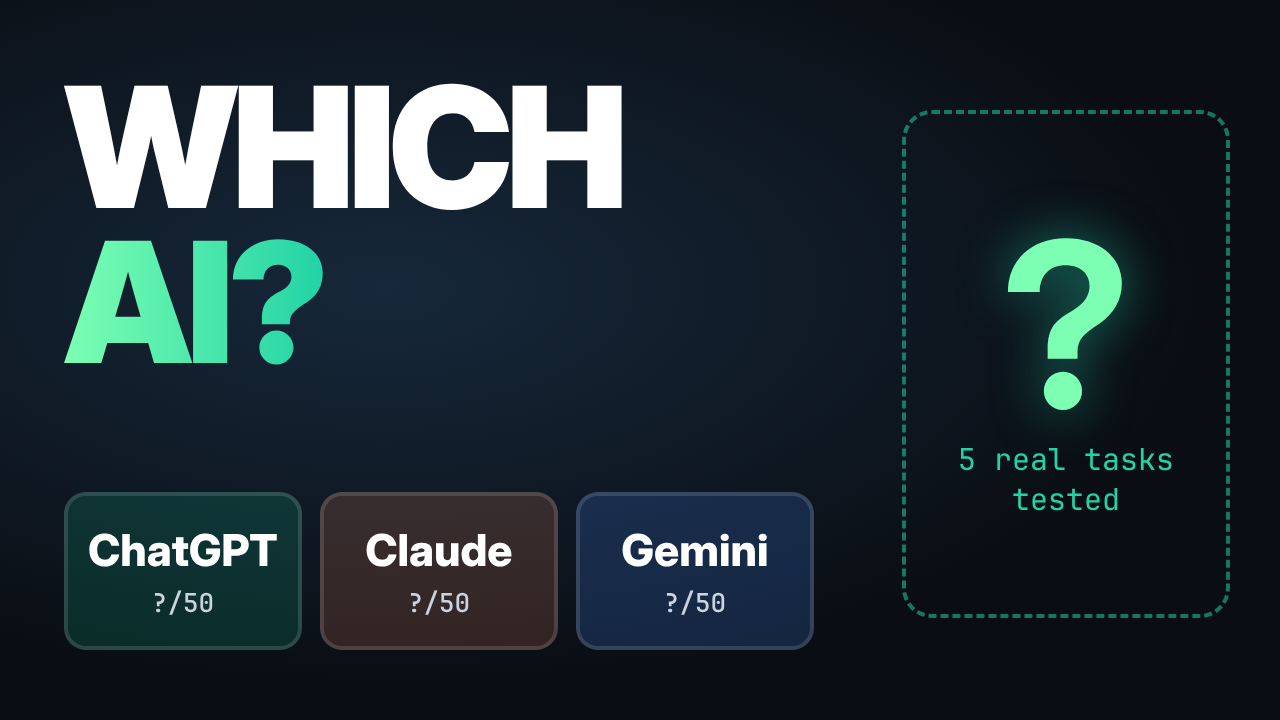 WHICH
AI?
ChatGPT
?/50
Claude
?/50
Gemini
?/50
?
5 real tasks
tested